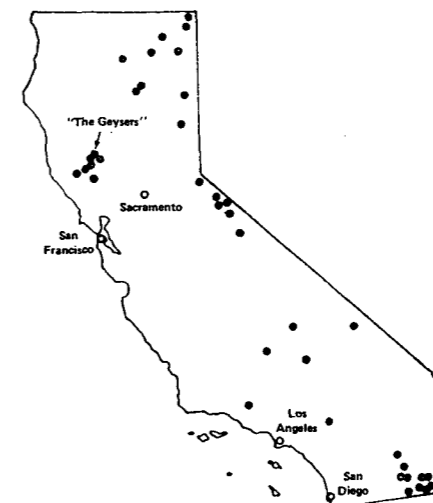 "The Geysers"
Sacramento
San
Francisco
Los
Angeles
San
Diego